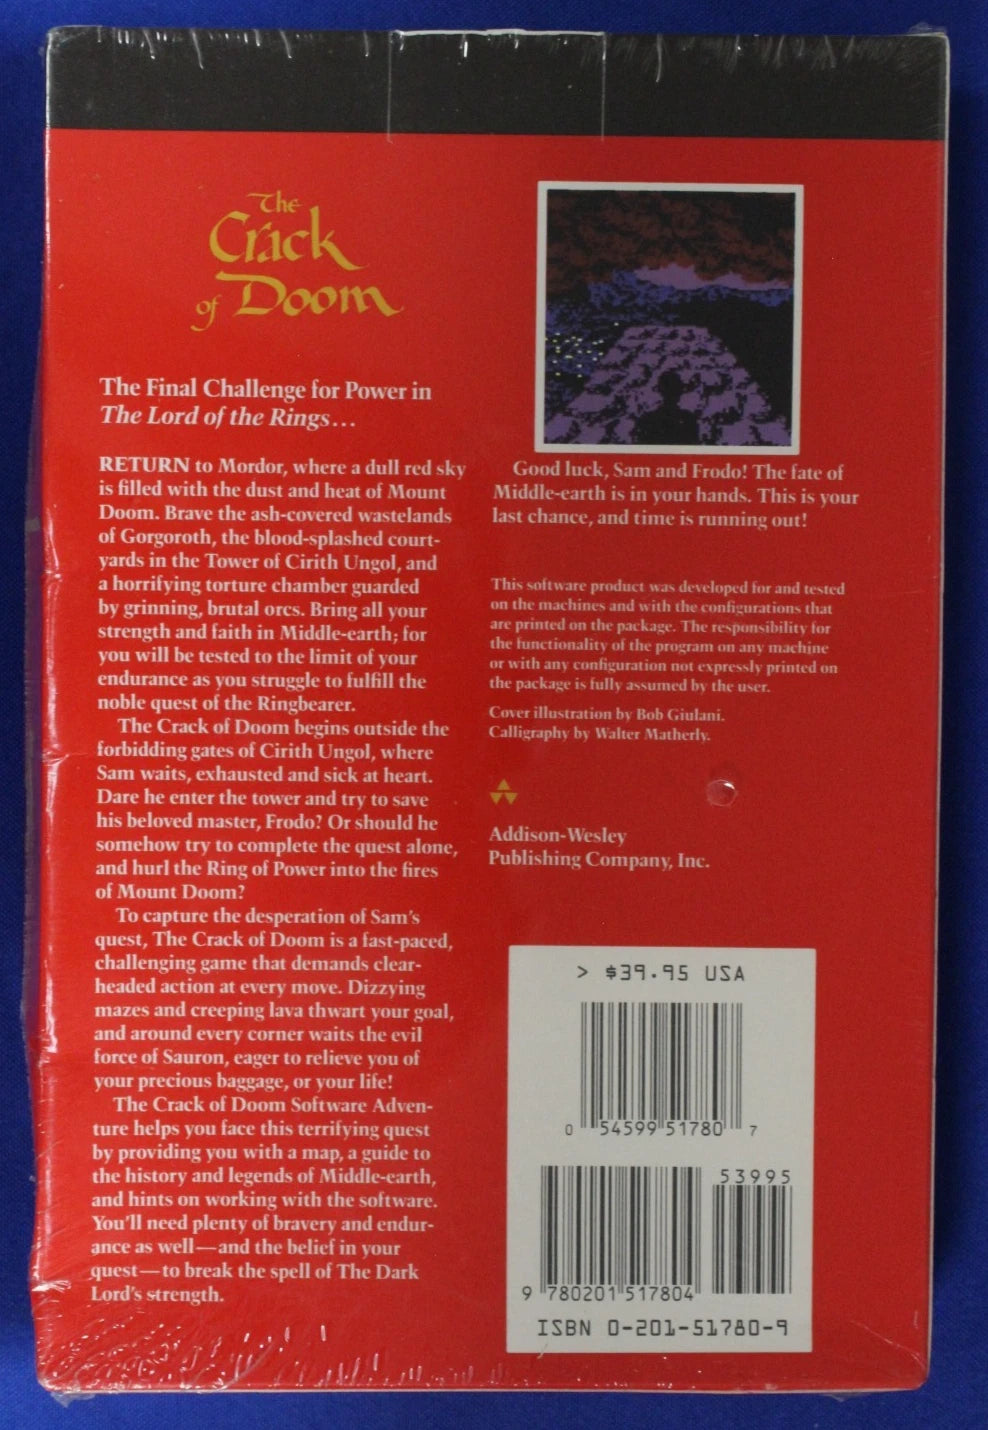 The
Crack
of Doom
The Final Challenge for Power in
The Lord of the Rings...
RETURN to Mordor, where a dull red sky
is filled with the dust and heat of Mount
Doom. Brave the ash-covered wastelands
of Gorgoroth, the blood-splashed court-
yards in the Tower of Cirith Ungol, and
a horrifying torture chamber guarded
by grinning, brutal orcs. Bring all your
strength and faith in Middle-earth; for
you will be tested to the limit of your
endurance as you struggle to fulfill the
noble quest of the Ringbearer.
The Crack of Doom begins outside the
forbidding gates of Cirith Ungol, where
Sam waits, exhausted and sick at heart.
Dare he enter the tower and try to save
his beloved master, Frodo? Or should he
somehow try to complete the quest alone,
and hurl the Ring of Power into the fires
of Mount Doom?
To capture the desperation of Sam's
quest, The Crack of Doom is a fast-paced,
challenging game that demands clear-
headed action at every move. Dizzying
mazes and creeping lava thwart your goal,
and around every corner waits the evil
force of Sauron, eager to relieve you of
your precious baggage, or your life!
The Crack of Doom Software Adven-
ture helps you face this terrifying quest
by providing you with a map, a guide to
the history and legends of Middle-earth,
and hints on working with the software.
You'll need plenty of bravery and endur-
ance as well—and the belief in your
quest—to break the spell of The Dark
Lord's strength.
Good luck, Sam and Frodo! The fate of
Middle-earth is in your hands. This is your
last chance, and time is running out!
This software product was developed for and tested
on the machines and with the configurations that
are printed on the package. The responsibility for
the functionality of the program on any machine
or with any configuration not expressly printed on
the package is fully assumed by the user.
Cover illustration by Bob Giulani.
Calligraphy by Walter Matherly.
Addison-Wesley
Publishing Company, Inc.
> $39.95 USA
0 54599 51780 7
53995
9 780201 517804
ISBN 0-201-51780-9